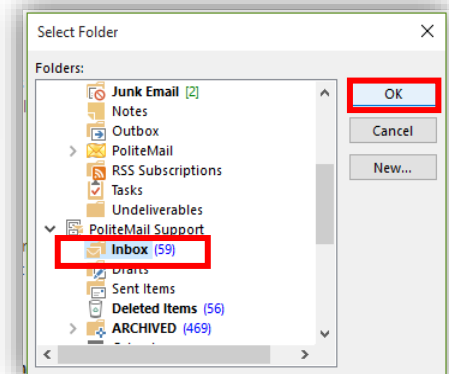 Select Folder
Folders:
Junk Email [2]
Notes
Outbox
PoliteMail
RSS Subscriptions
Tasks
Undeliverables
PoliteMail Support
Inbox (59)
Drafts
Sent Items
Deleted Items (56)
ARCHIVED (469)
OK
Cancel
New...